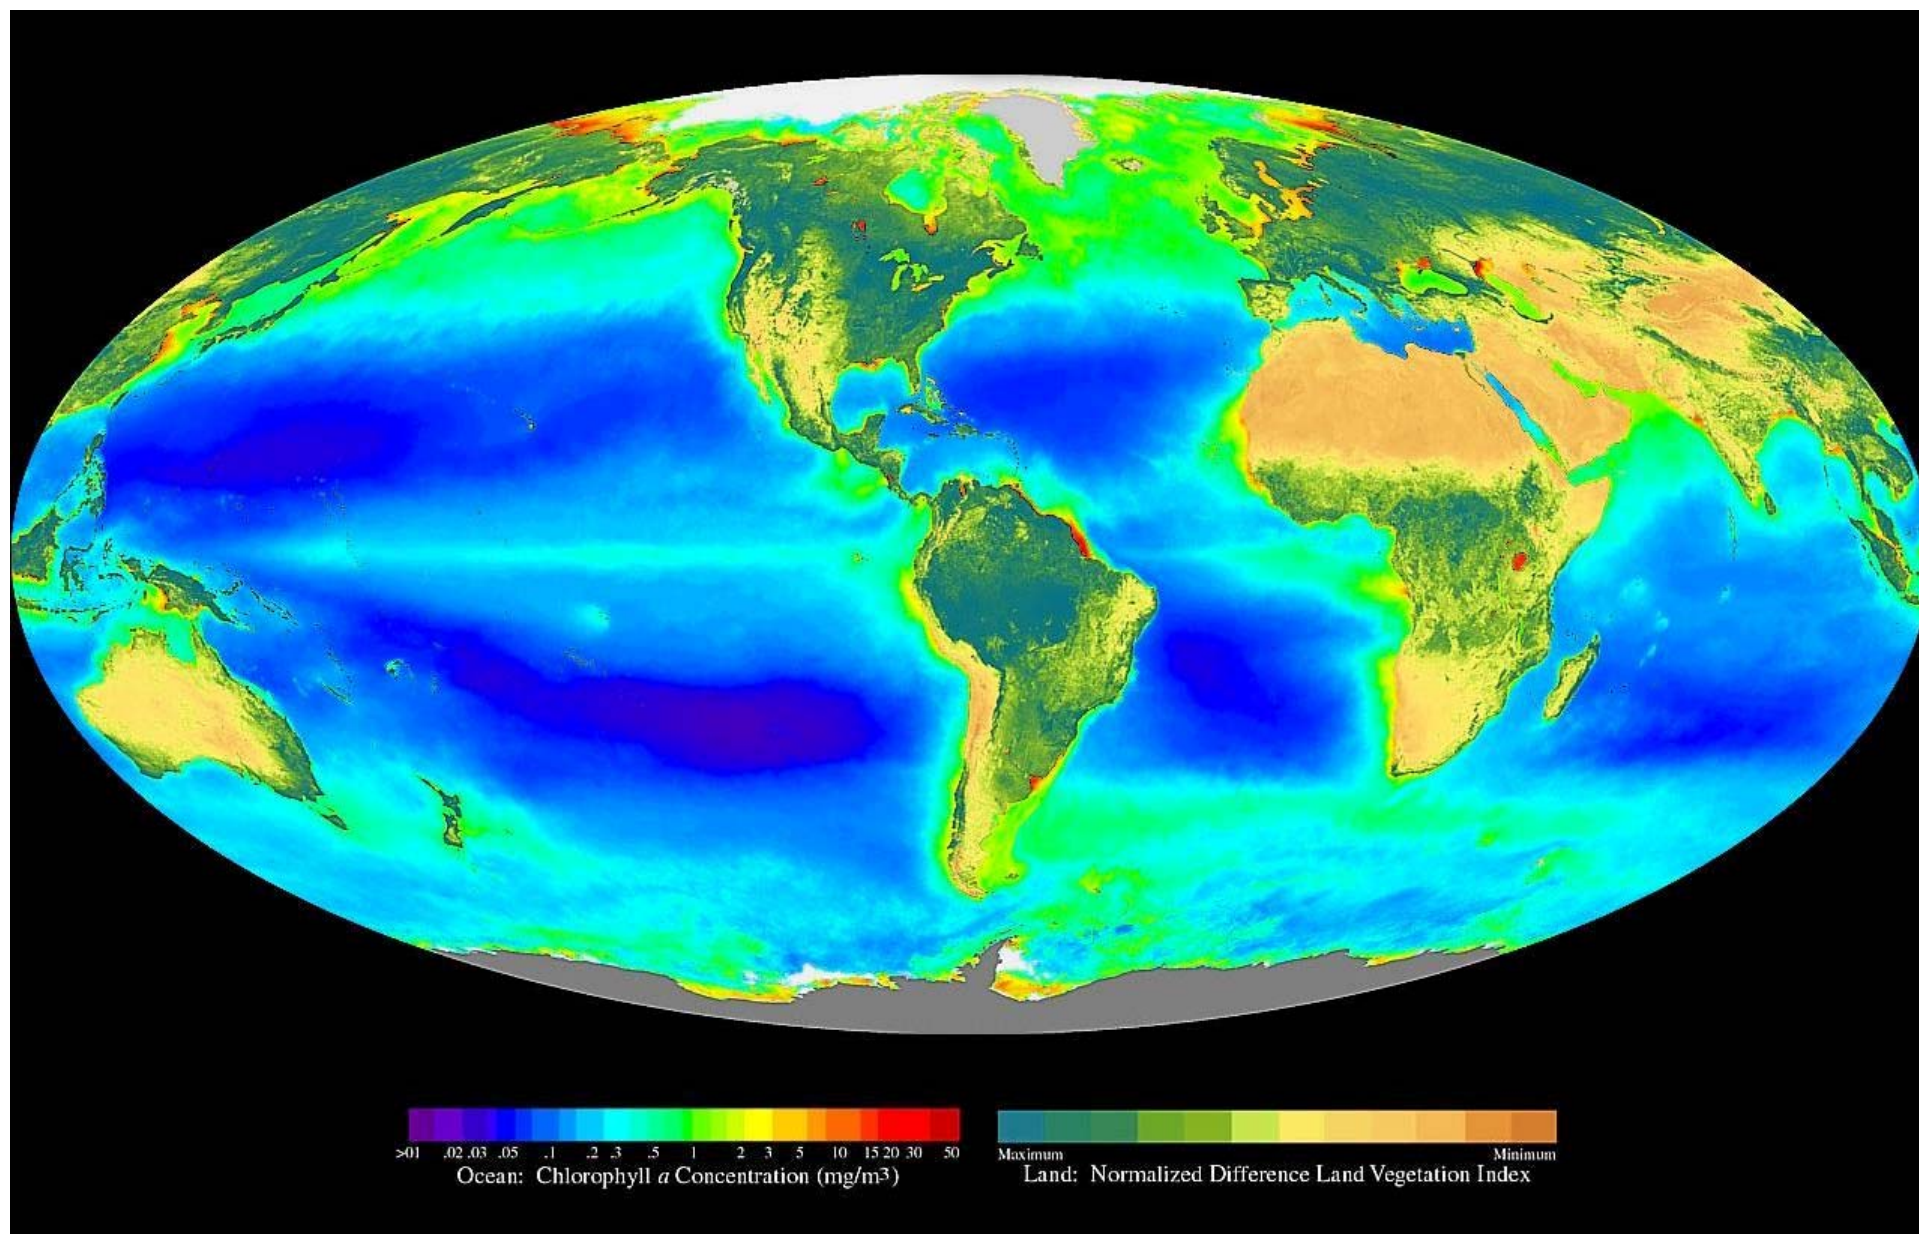 >01 .02 .03 .05 .1 .2 .3 .5 1 2 3 5 10 15 20 30 50
Ocean: Chlorophyll a Concentration (mg/m3)
Maximum Minimum
Land: Normalized Difference Land Vegetation Index